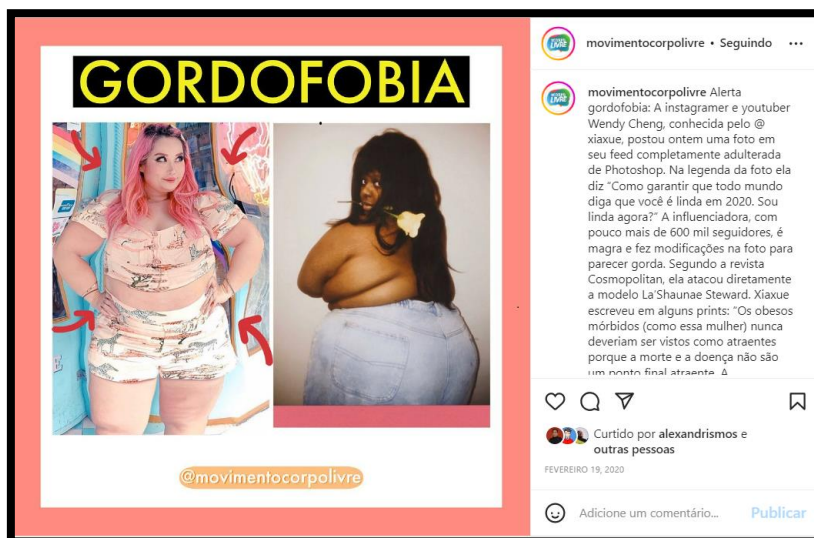 GORDOFOBIA
@movimentocorpolivre
movimentocorpolivre • Seguindo
movimentocorpolivre Alerta
gordofobia: A instagramer e youtuber
Wendy Cheng, conhecida pelo @
xiaxue, postou ontem uma foto em
seu feed completamente adulterada
de Photoshop. Na legenda da foto ela
diz "Como garantir que todo mundo
diga que você é linda em 2020. Sou
linda agora?" A influenciadora, com
pouco mais de 600 mil seguidores, é
magra e fez modificações na foto para
parecer gorda. Segundo a revista
Cosmopolitan, ela atacou diretamente
a modelo La'Shaunae Steward. Xiaxue
escreveu em alguns prints: "Os obesos
mórbidos (como essa mulher) nunca
deveriam ser vistos como atraentes
porque a morte e a doença não são
um ponto final atraente. A
Curtido por alexandrismos e
outras pessoas
FEVEREIRO 19, 2020
Adicione um comentário... Publicar